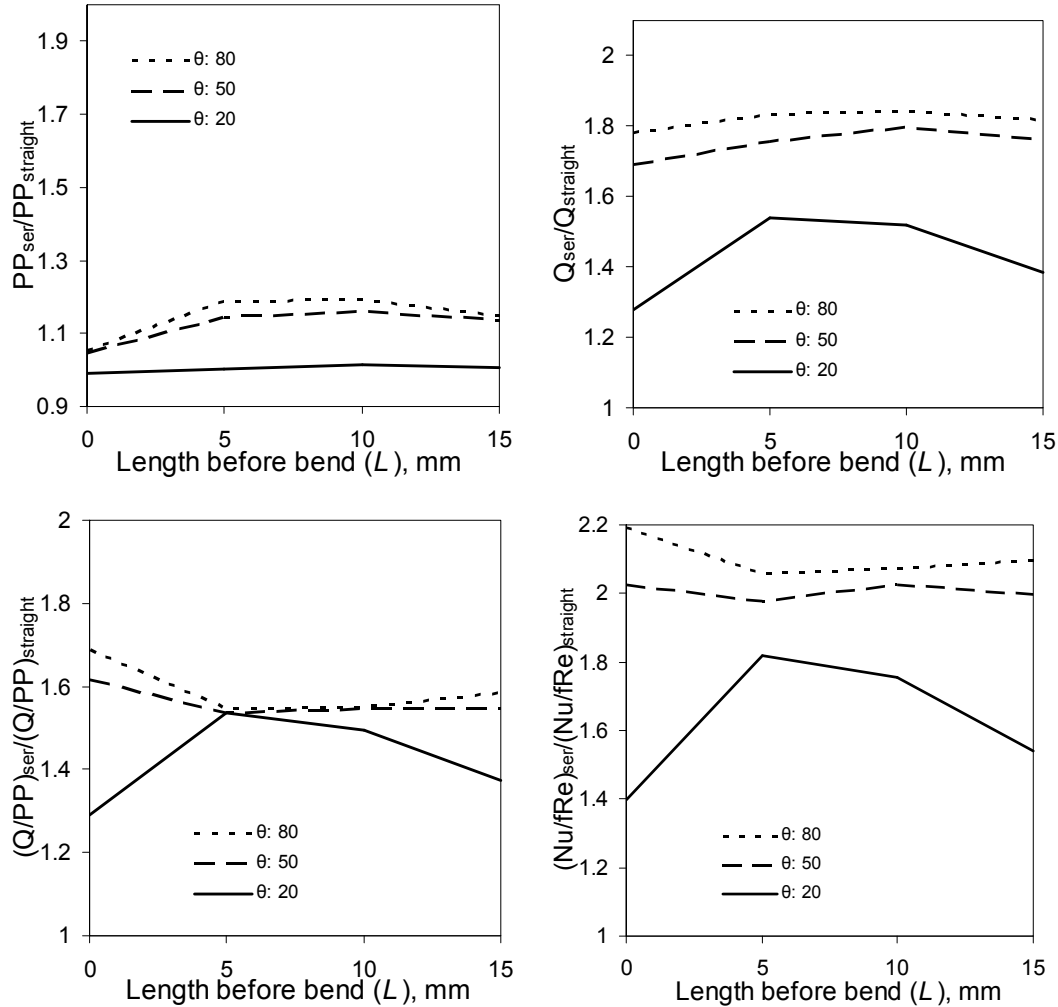 PPser/PPstraight
1.9
1.7
1.5
1.3
1.1
0.9
θ: 80
θ: 50
θ: 20
0 5 10 15
Length before bend (L), mm
Qser/Qstraight
2
1.8
1.6
1.4
1.2
1
θ: 80
θ: 50
θ: 20
0 5 10 15
Length before bend (L), mm
(Q/PP)ser/(Q/PP)straight
2
1.8
1.6
1.4
1.2
1
θ: 80
θ: 50
θ: 20
0 5 10 15
Length before bend (L), mm
(Nu/fRe)ser/(Nu/fRe)straight
2.2
2
1.8
1.6
1.4
1.2
1
θ: 80
θ: 50
θ: 20
0 5 10 15
Length before bend (L), mm